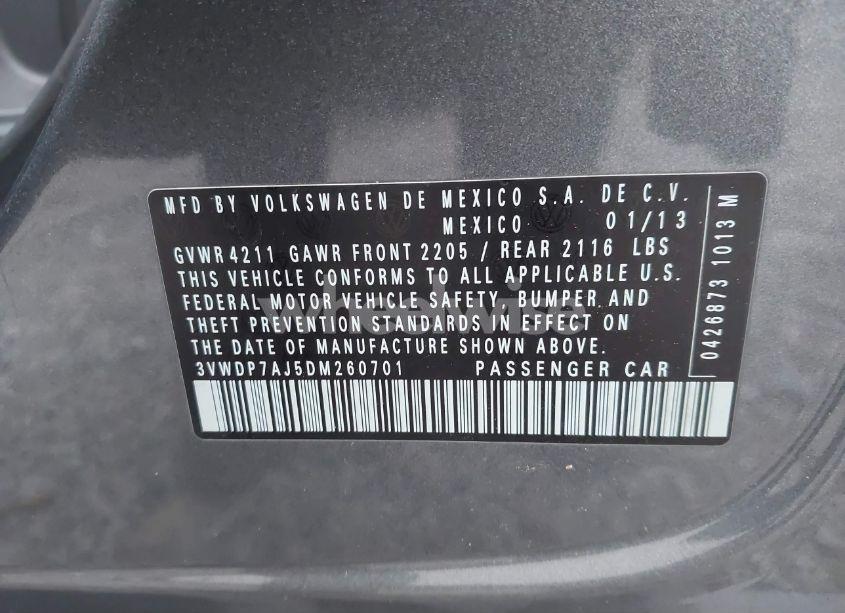 MFD BY VOLKSWAGEN DE MEXICO S.A. DE C.V.
MEXICO 01/13
GVWR 4211 GAWR FRONT 2205 / REAR 2116 LBS
THIS VEHICLE CONFORMS TO ALL APPLICABLE U.S.
FEDERAL MOTOR VEHICLE SAFETY, BUMPER, AND
THEFT PREVENTION STANDARDS IN EFFECT ON
THE DATE OF MANUFACTURE SHOWN ABOVE.
3VWDP7AJ5DM260701 PASSENGER CAR
0426873 1013 M
wheelwise